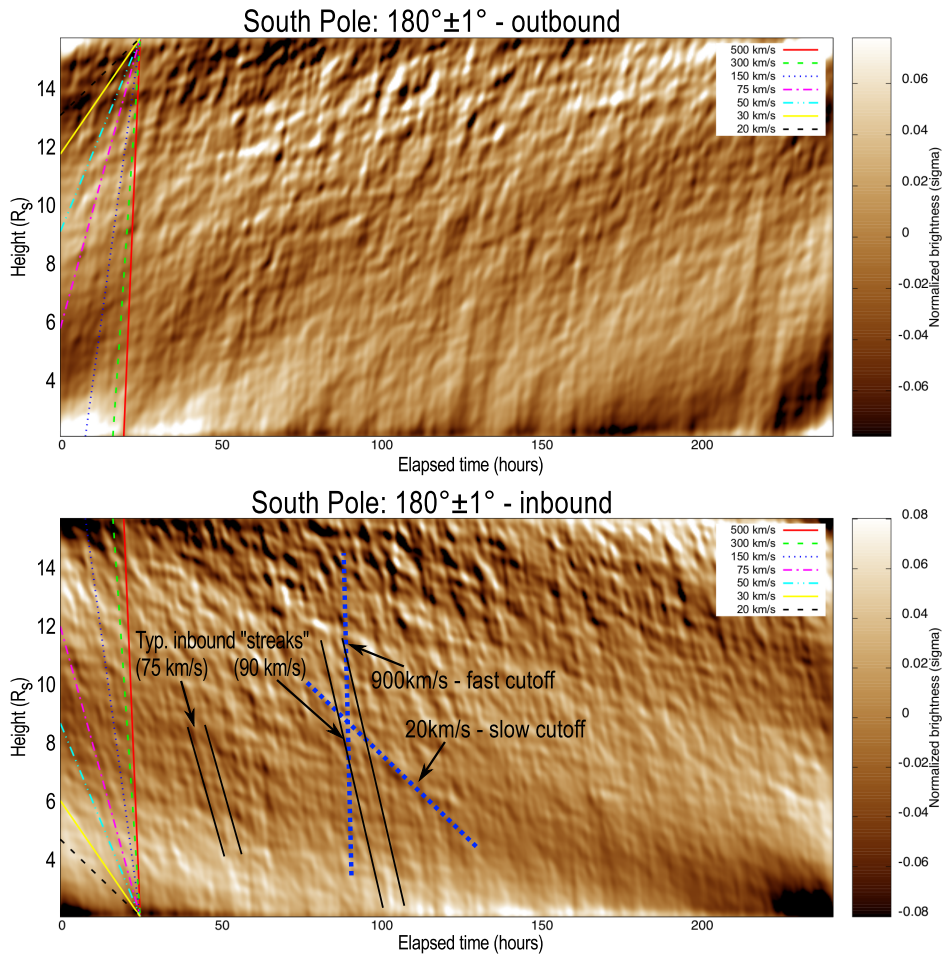 South Pole: 180°±1° - outbound
500 km/s
300 km/s
150 km/s
75 km/s
50 km/s
30 km/s
20 km/s
14
12
10
8
6
4
Height (Rs)
0
50
100
150
200
Elapsed time (hours)
0.06
0.04
0.02
0
-0.02
-0.04
-0.06
Normalized brightness (sigma)
South Pole: 180°±1° - inbound
500 km/s
300 km/s
150 km/s
75 km/s
50 km/s
30 km/s
20 km/s
Typ. inbound "streaks"
(75 km/s) (90 km/s)
900km/s - fast cutoff
20km/s - slow cutoff
14
12
10
8
6
4
Height (Rs)
0
50
100
150
200
Elapsed time (hours)
0.08
0.06
0.04
0.02
0
-0.02
-0.04
-0.06
-0.08
Normalized brightness (sigma)